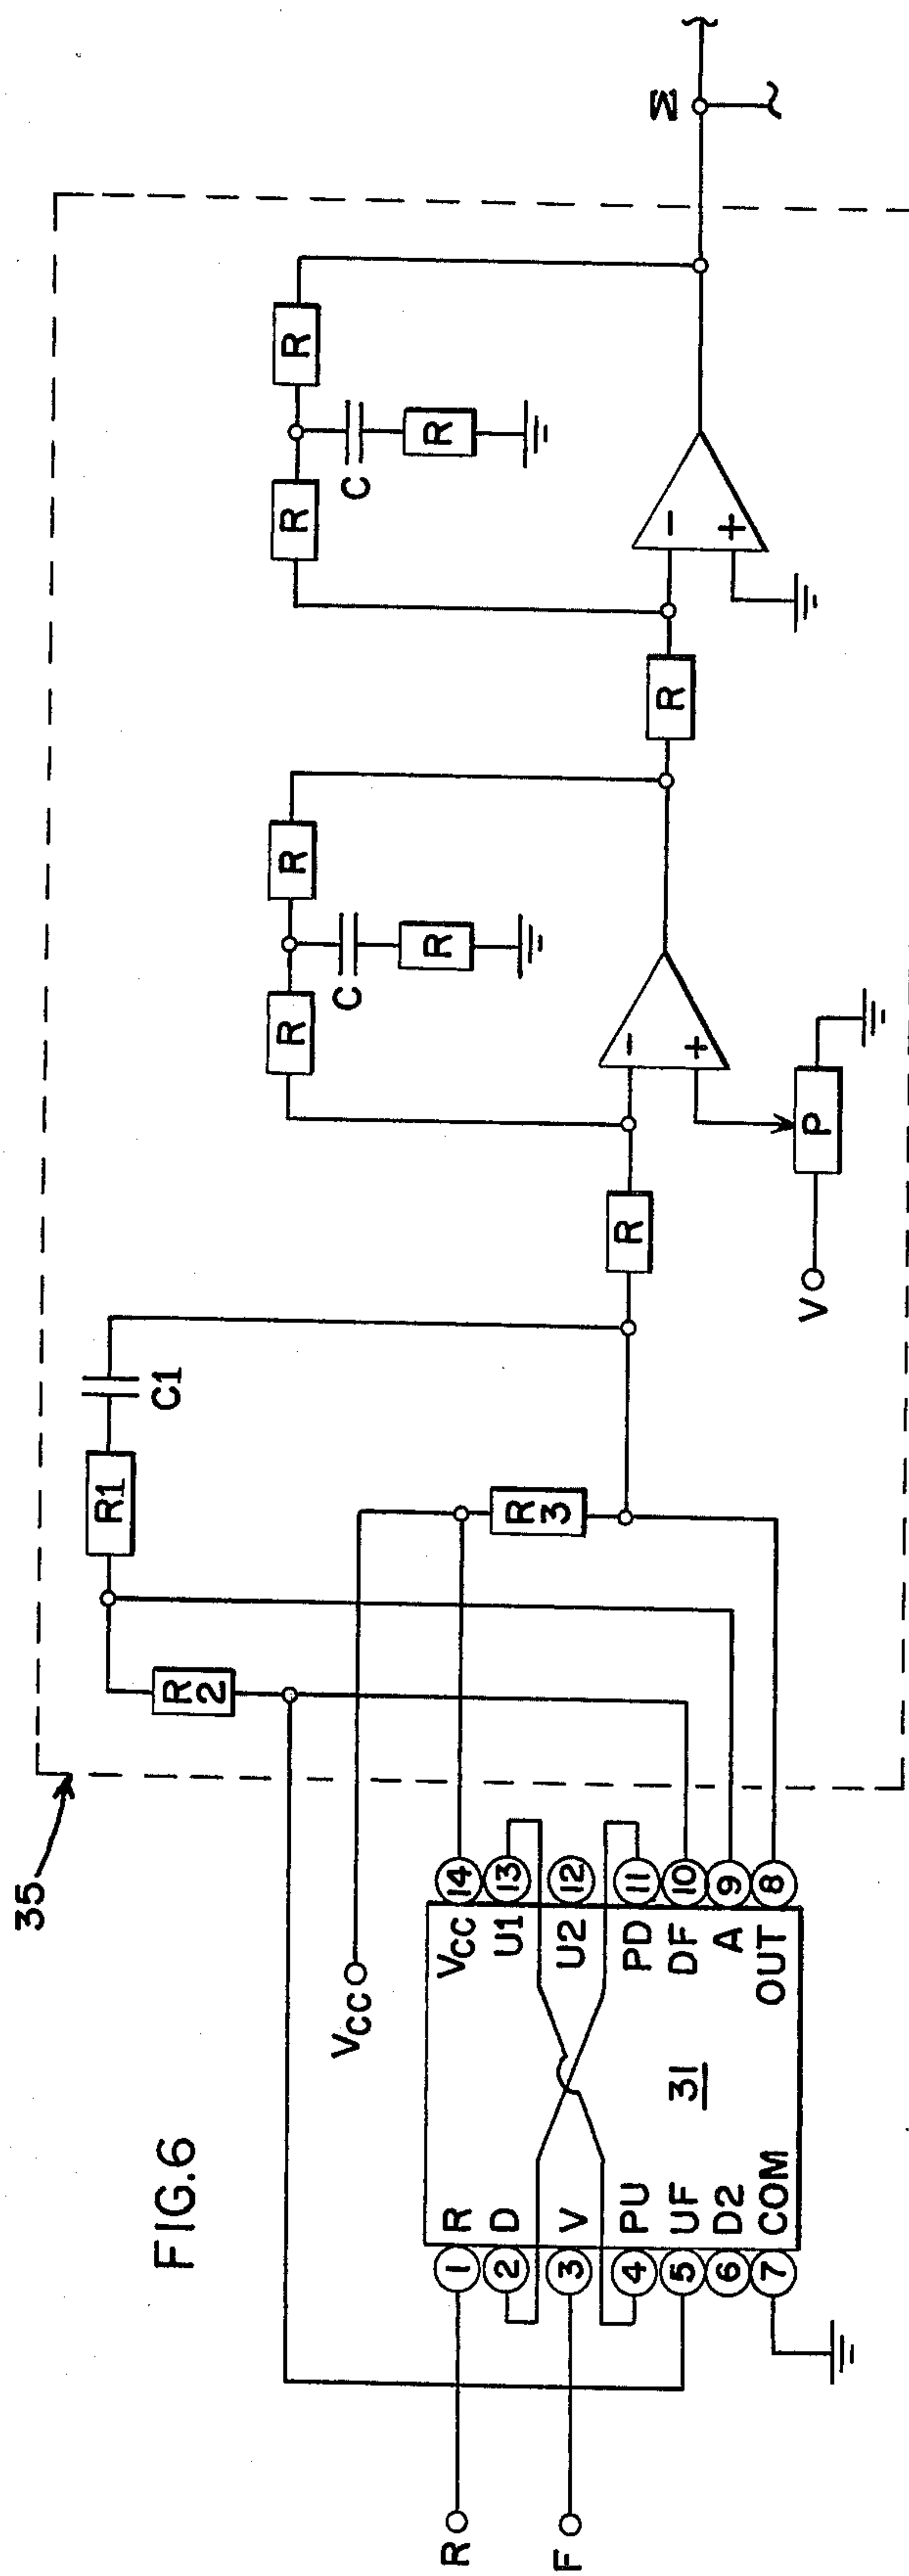 FIG.6
35
R
F
VCC
1 R
2 D
3 V
4 PU
5 UF
6 D2
7 COM
31
VCC 14
U1 13
U2 12
PD 11
DF 10
A 9
OUT 8
R2
R1
C1
R3
R
V
P
-
+
R
C
R
R
R
-
+
R
C
R
R
M